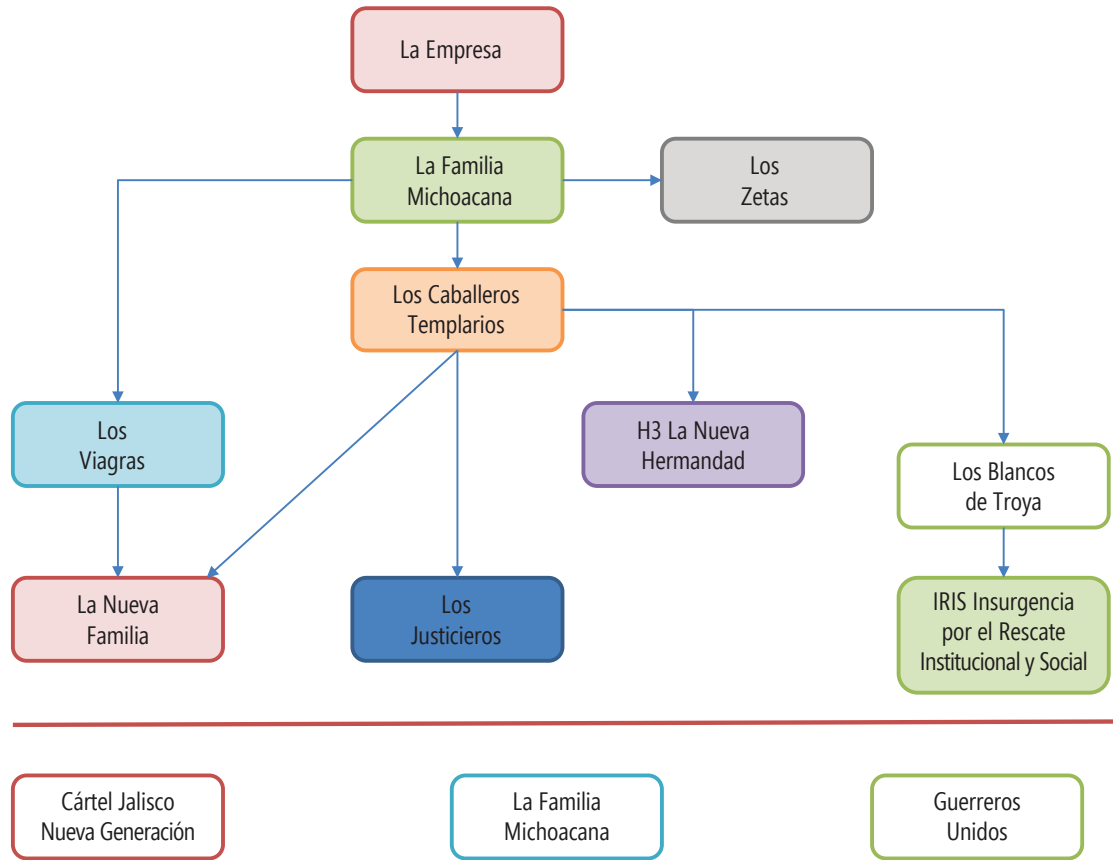 La Empresa
La Familia
Michoacana
Los
Zetas
Los Caballeros
Templarios
Los
Viagras
H3 La Nueva
Hermandad
Los Blancos
de Troya
La Nueva
Familia
Los
Justicieros
IRIS Insurgencia
por el Rescate
Institucional y Social
Cártel Jalisco
Nueva Generación
La Familia
Michoacana
Guerreros
Unidos